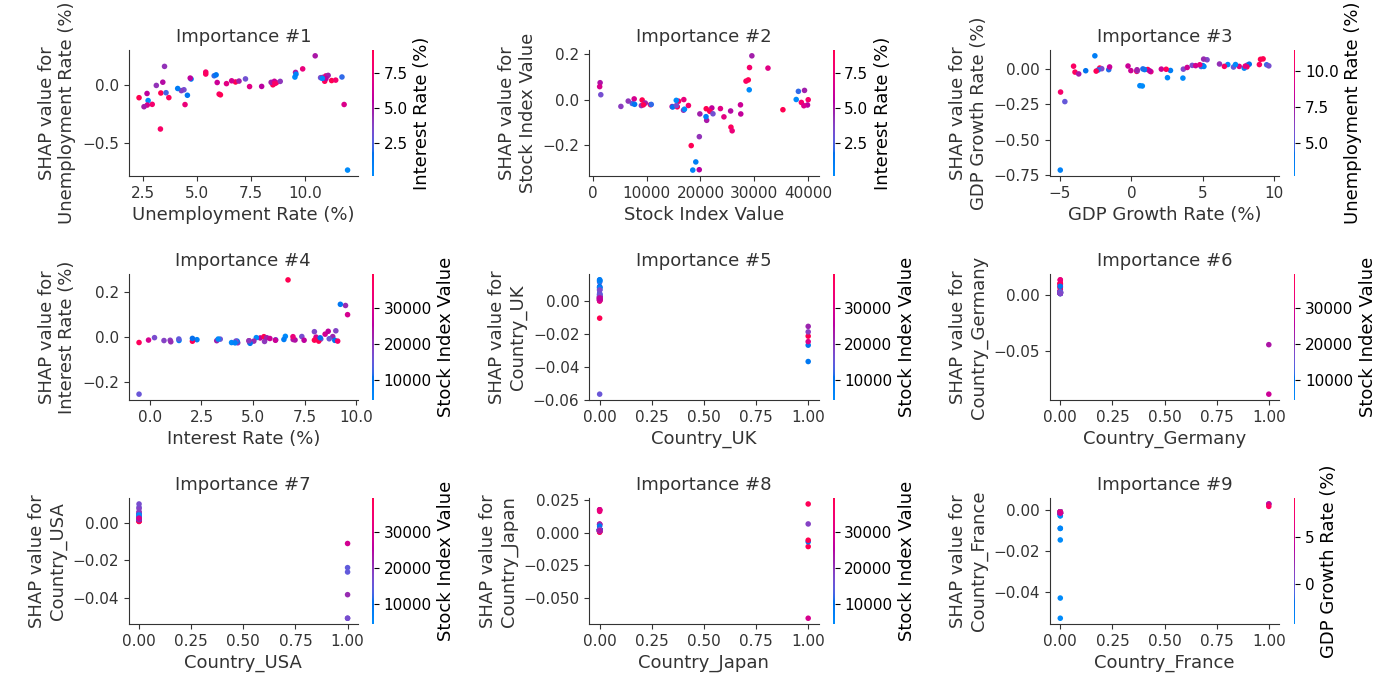 Importance #1
SHAP value for
Unemployment Rate (%)
0.0
−0.5
2.5 5.0 7.5 10.0
Unemployment Rate (%)
7.5
5.0
2.5
Interest Rate (%)
Importance #2
SHAP value for
Stock Index Value
0.2
0.0
−0.2
0 10000 20000 30000 40000
Stock Index Value
7.5
5.0
2.5
Interest Rate (%)
Importance #3
SHAP value for
GDP Growth Rate (%)
0.00
−0.25
−0.50
−0.75
−5 0 5 10
GDP Growth Rate (%)
10.0
7.5
5.0
Unemployment Rate (%)
Importance #4
SHAP value for
Interest Rate (%)
0.2
0.0
−0.2
0.0 2.5 5.0 7.5 10.0
Interest Rate (%)
30000
20000
10000
Stock Index Value
Importance #5
SHAP value for
Country_UK
0.00
−0.02
−0.04
−0.06
0.00 0.25 0.50 0.75 1.00
Country_UK
30000
20000
10000
Stock Index Value
Importance #6
SHAP value for
Country_Germany
0.00
−0.05
0.00 0.25 0.50 0.75 1.00
Country_Germany
30000
20000
10000
Stock Index Value
Importance #7
SHAP value for
Country_USA
0.00
−0.02
−0.04
0.00 0.25 0.50 0.75 1.00
Country_USA
30000
20000
10000
Stock Index Value
Importance #8
SHAP value for
Country_Japan
0.025
0.000
−0.025
−0.050
0.00 0.25 0.50 0.75 1.00
Country_Japan
30000
20000
10000
Stock Index Value
Importance #9
SHAP value for
Country_France
0.00
−0.02
−0.04
0.00 0.25 0.50 0.75 1.00
Country_France
5
0
GDP Growth Rate (%)